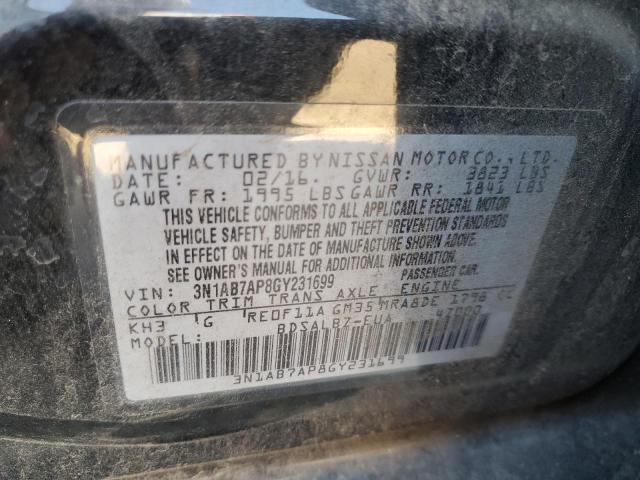 MANUFACTURED BY NISSAN MOTOR CO., LTD.
DATE: 02/16. GVWR: 3823 LBS
GAWR FR: 1995 LBS GAWR RR: 1841 LBS
THIS VEHICLE CONFORMS TO ALL APPLICABLE FEDERAL MOTOR
VEHICLE SAFETY, BUMPER AND THEFT PREVENTION STANDARDS
IN EFFECT ON THE DATE OF MANUFACTURE SHOWN ABOVE.
SEE OWNER'S MANUAL FOR ADDITIONAL INFORMATION.
VIN: 3N1AB7AP8GY231699 PASSENGER CAR.
COLOR TRIM TRANS AXLE ENGINE
KH3 G RE0F11A GM35 MRA8DE 1798 CC
MODEL: BDSALB7-EUA 47000
3N1AB7AP8GY231699